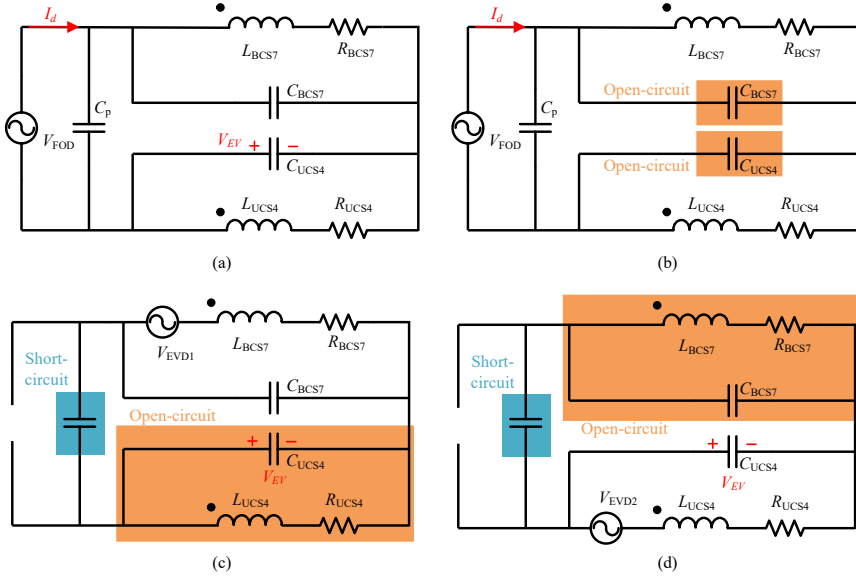 I_d
L_BCS7
R_BCS7
C_p
V_FOD
C_BCS7
V_EV + −
C_UCS4
L_UCS4
R_UCS4
(a)
I_d
L_BCS7
R_BCS7
Open-circuit
C_BCS7
C_p
V_FOD
C_UCS4
Open-circuit
L_UCS4
R_UCS4
(b)
V_EVD1
L_BCS7
R_BCS7
Short-
circuit
C_BCS7
Open-circuit
+ −
C_UCS4
V_EV
L_UCS4
R_UCS4
(c)
L_BCS7
R_BCS7
Short-
circuit
C_BCS7
Open-circuit
+ −
C_UCS4
V_EV
V_EVD2
L_UCS4
R_UCS4
(d)